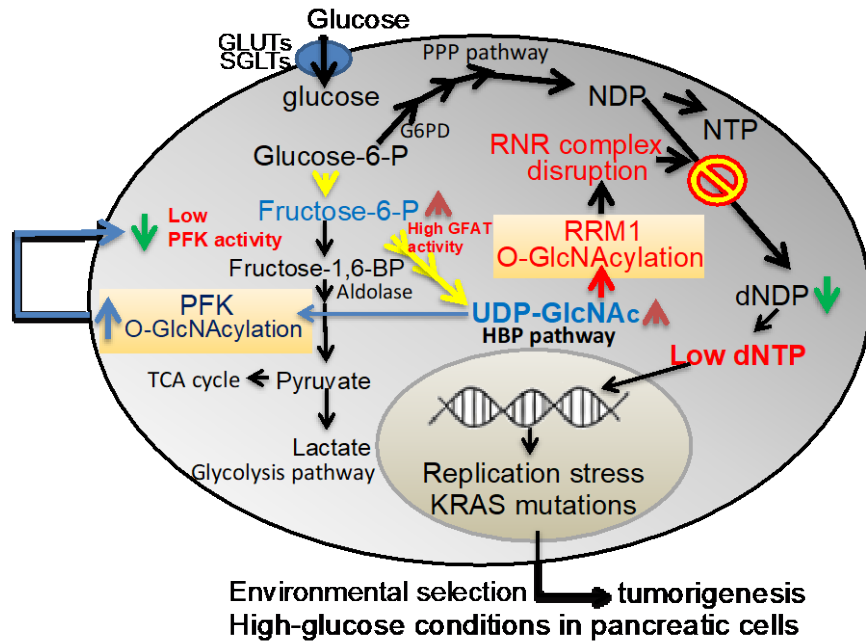 Glucose
GLUTs
SGLTs
glucose
PPP pathway
G6PD
NDP
NTP
Glucose-6-P
RNR complex
disruption
Fructose-6-P
Low
PFK activity
High GFAT
activity
RRM1
O-GlcNAcylation
Fructose-1,6-BP
Aldolase
PFK
O-GlcNAcylation
UDP-GlcNAc
HBP pathway
dNDP
Low dNTP
TCA cycle
Pyruvate
Lactate
Glycolysis pathway
Replication stress
KRAS mutations
Environmental selection
tumorigenesis
High-glucose conditions in pancreatic cells